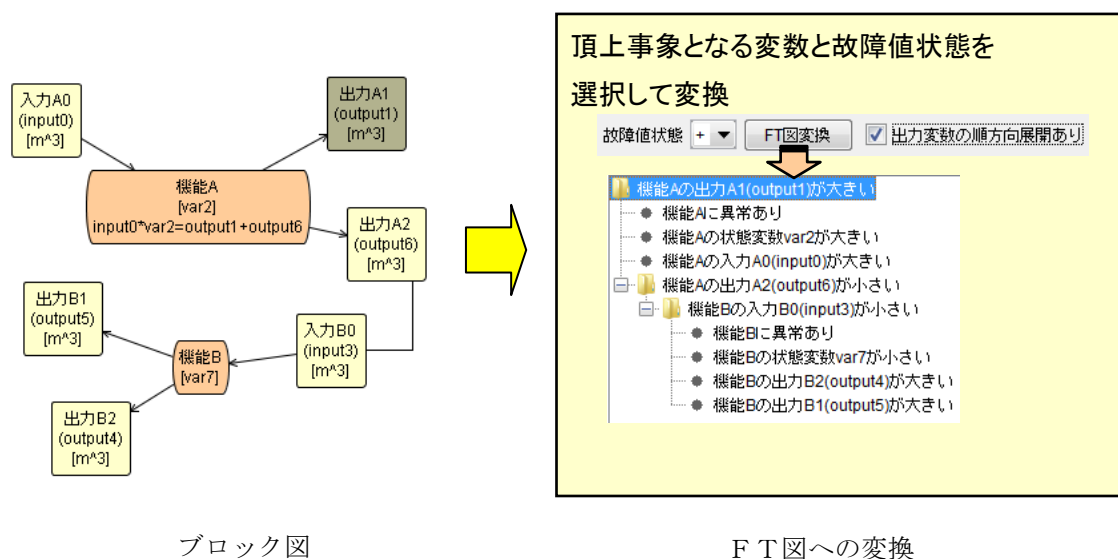 入力A0
(input0)
[m^3]
出力A1
(output1)
[m^3]
機能A
[var2]
input0*var2=output1+output6
出力A2
(output6)
[m^3]
出力B1
(output5)
[m^3]
入力B0
(input3)
[m^3]
機能B
[var7]
出力B2
(output4)
[m^3]
ブロック図
頂上事象となる変数と故障値状態を
選択して変換
故障値状態 + FT図変換 出力変数の順方向展開あり
機能Aの出力A1(output1)が大きい
機能Aに異常あり
機能Aの状態変数var2が大きい
機能Aの入力A0(input0)が大きい
機能Aの出力A2(output6)が小さい
機能Bの入力B0(input3)が小さい
機能Bに異常あり
機能Bの状態変数var7が小さい
機能Bの出力B2(output4)が大きい
機能Bの出力B1(output5)が大きい
ＦＴ図への変換